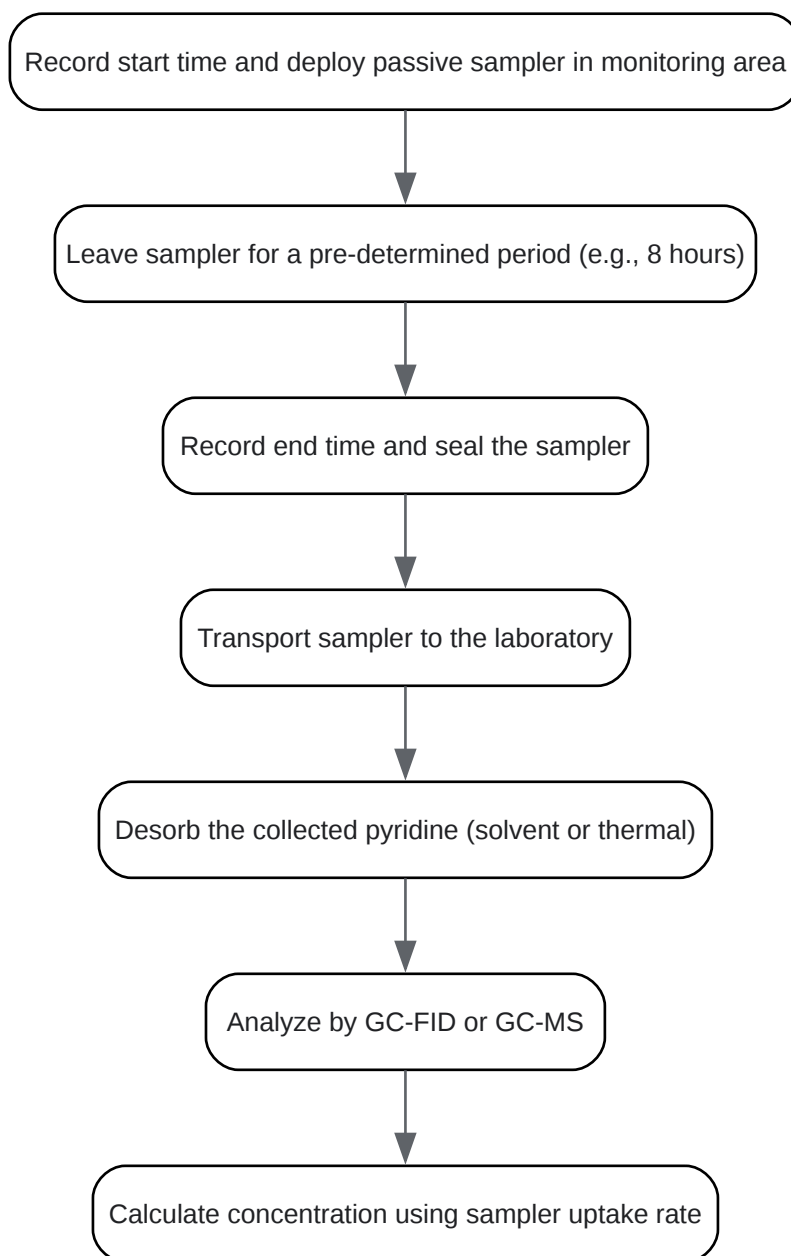 Record start time and deploy passive sampler in monitoring area
Leave sampler for a pre-determined period (e.g., 8 hours)
Record end time and seal the sampler
Transport sampler to the laboratory
Desorb the collected pyridine (solvent or thermal)
Analyze by GC-FID or GC-MS
Calculate concentration using sampler uptake rate